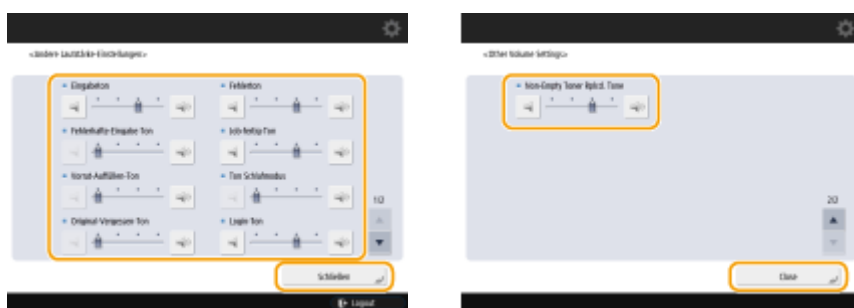 <Andere Lautstärke-Einstellungen>
Eingabeton
Fehlerton
Fehlerhafte-Eingabe Ton
Job-fertig-Ton
Vorrat-Auffüllen-Ton
Ton Schlafmodus
Original-Vergessen-Ton
Login-Ton
1/2
Schließen
Logout
<Other Volume Settings>
Non-Empty Toner Rplcd. Tone
2/2
Close